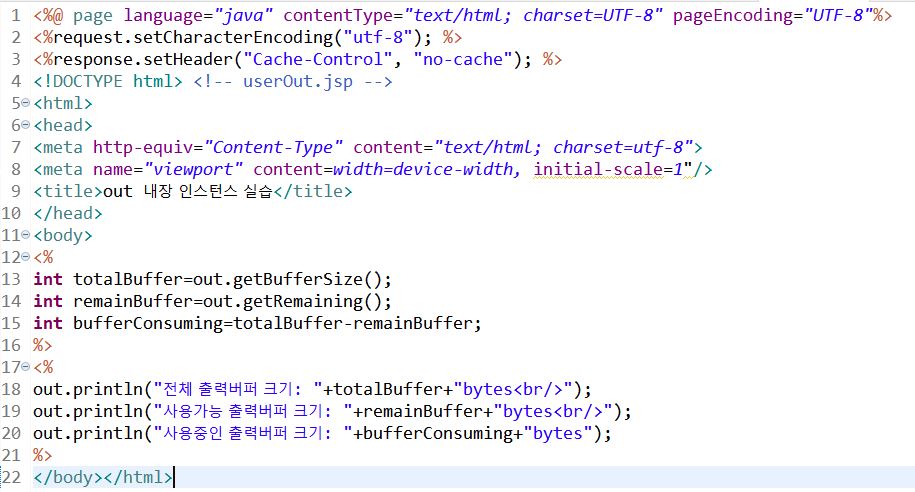 1 <%@ page language="java" contentType="text/html; charset=UTF-8" pageEncoding="UTF-8"%>
2 <%request.setCharacterEncoding("utf-8"); %>
3 <%response.setHeader("Cache-Control", "no-cache"); %>
4 <!DOCTYPE html> <!-- userOut.jsp -->
5 <html>
6 <head>
7 <meta http-equiv="Content-Type" content="text/html; charset=utf-8">
8 <meta name="viewport" content=width=device-width, initial-scale=1"/>
9 <title>out 내장 인스턴스 실습</title>
10 </head>
11 <body>
12 <%
13 int totalBuffer=out.getBufferSize();
14 int remainBuffer=out.getRemaining();
15 int bufferConsuming=totalBuffer-remainBuffer;
16 %>
17 <%
18 out.println("전체 출력버퍼 크기: "+totalBuffer+"bytes<br/>");
19 out.println("사용가능 출력버퍼 크기: "+remainBuffer+"bytes<br/>");
20 out.println("사용중인 출력버퍼 크기: "+bufferConsuming+"bytes");
21 %>
22 </body></html>